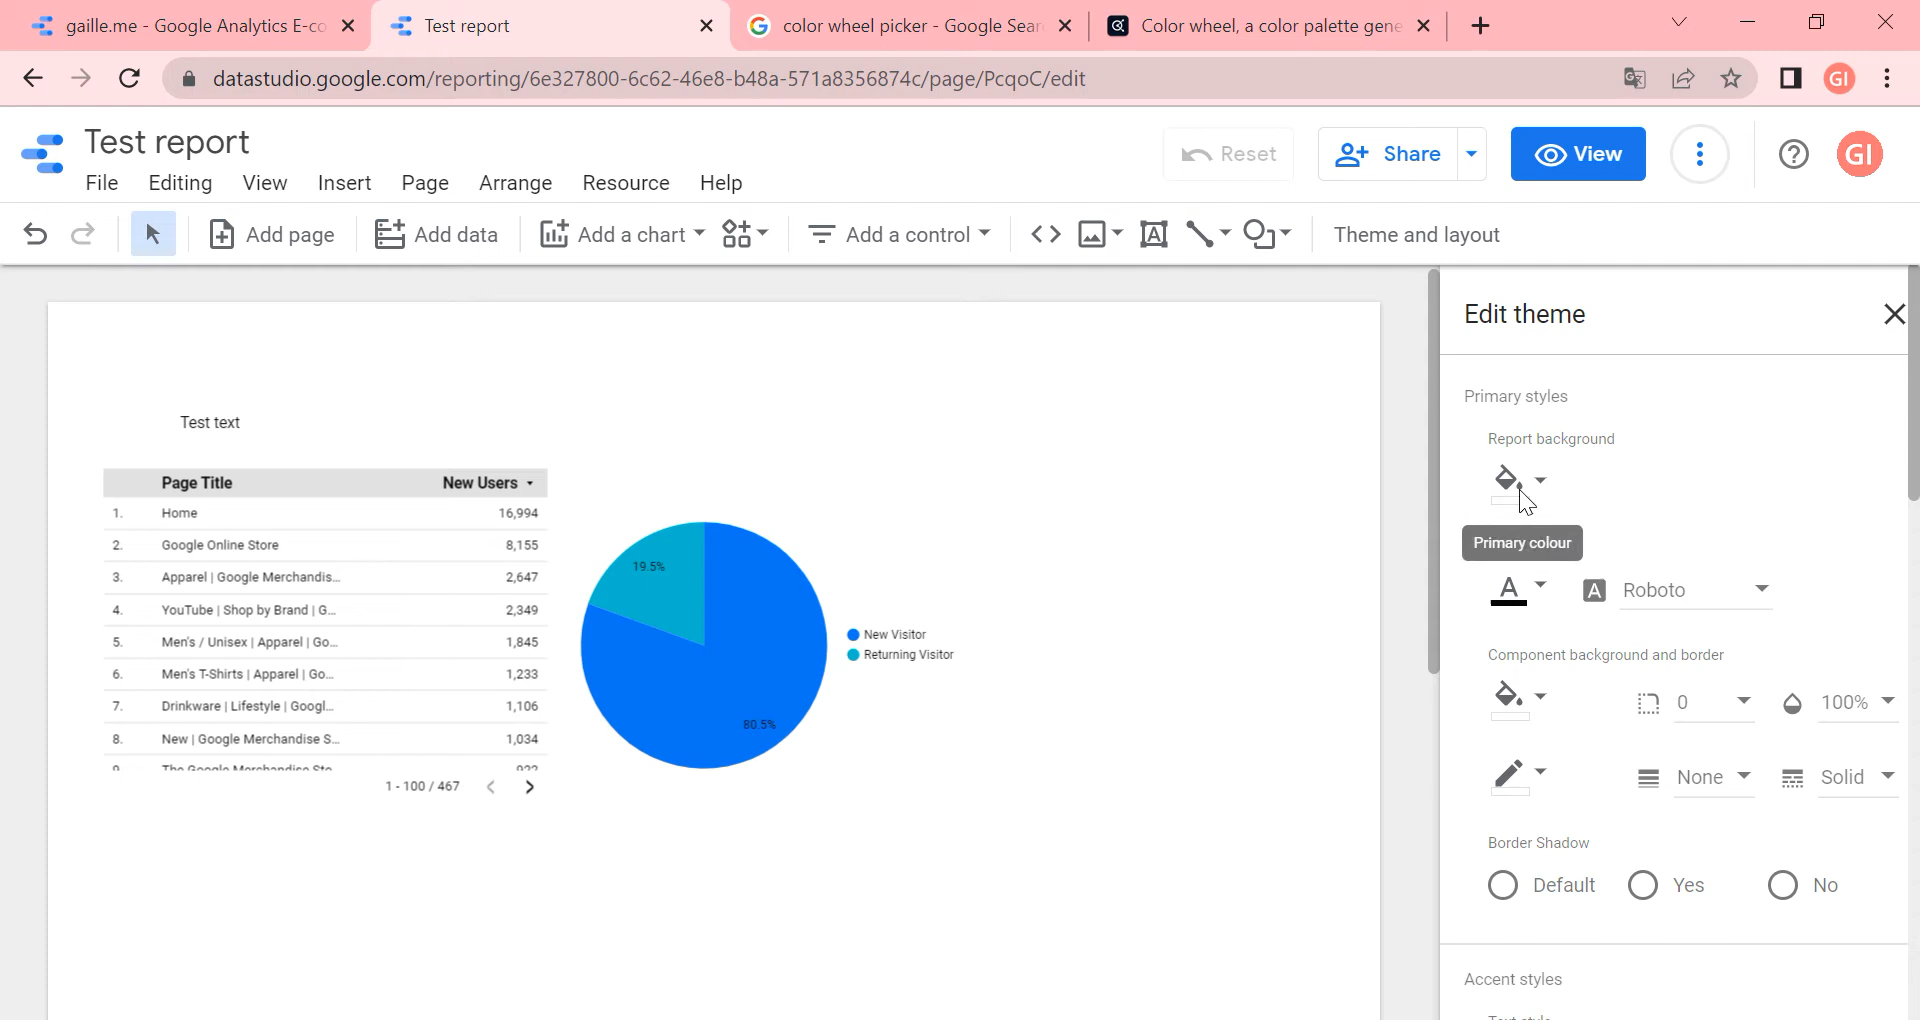 gaille.me - Google Analytics E-co
Test report
color wheel picker - Google Sear
Color wheel, a color palette gene
datastudio.google.com/reporting/6e327800-6c62-46e8-b48a-571a8356874c/page/PcqoC/edit
GI
Test report
File Editing View Insert Page Arrange Resource Help
Reset
Share
View
GI
Add page
Add data
Add a chart
Add a control
Theme and layout
Edit theme
Primary styles
Report background
Primary colour
Roboto
Component background and border
0
100%
None
Solid
Border Shadow
Default Yes No
Accent styles
Test text
Page Title New Users
1. Home 16,994
2. Google Online Store 8,155
3. Apparel | Google Merchandis... 2,647
4. YouTube | Shop by Brand | G... 2,349
5. Men's / Unisex | Apparel | Go... 1,845
6. Men's T-Shirts | Apparel | Go... 1,233
7. Drinkware | Lifestyle | Googl... 1,106
8. New | Google Merchandise S... 1,034
1 - 100 / 467
19.5%
80.5%
New Visitor
Returning Visitor